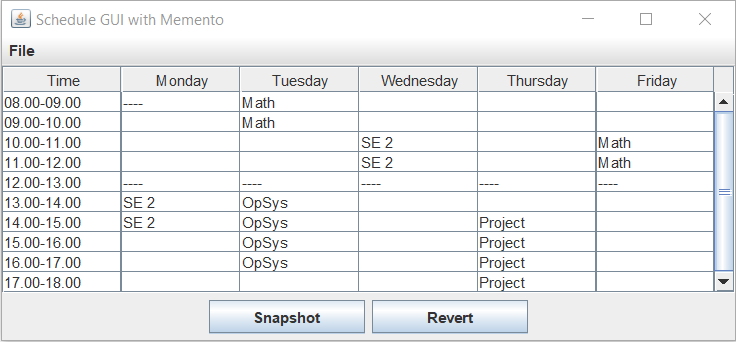 Schedule GUI with Memento
File
Time Monday Tuesday Wednesday Thursday Friday
08.00-09.00 ---- Math
09.00-10.00 Math
10.00-11.00 SE 2 Math
11.00-12.00 SE 2 Math
12.00-13.00 ---- ---- ---- ---- ----
13.00-14.00 SE 2 OpSys
14.00-15.00 SE 2 OpSys Project
15.00-16.00 OpSys Project
16.00-17.00 OpSys Project
17.00-18.00 Project
Snapshot Revert